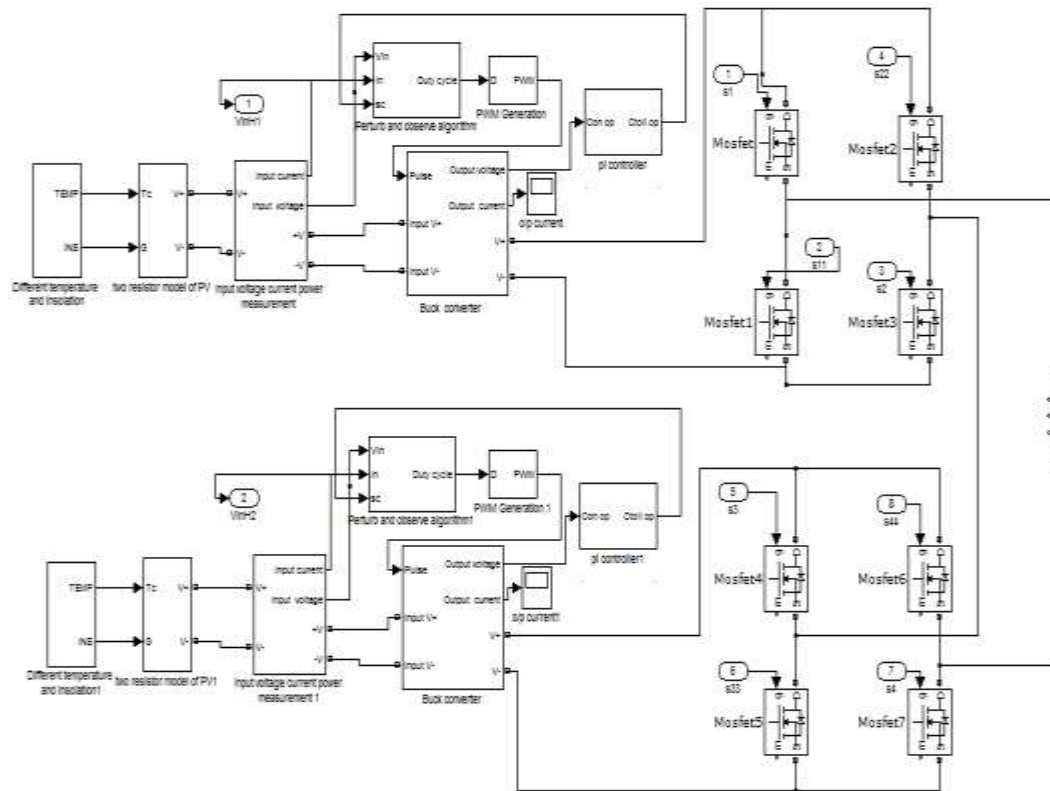 Vin
In
sc
Duty cycle
Perturb and observe algorithm
D
PWM
PWM Generation
1
VinH1
Con op
Ctoll op
pi controller
1
s1
4
s22
Mosfet
Mosfet2
TEMP
INS
Different temperature
and Insolation
Tc
G
V+
V-
two resistor model of PV
V+
V-
Input current
Input voltage
+V
-V
Input voltage current power
measurement
Pulse
Input V+
Input V-
Output voltage
Output current
V+
V-
Buck converter
o/p current
2
s11
3
s2
Mosfet1
Mosfet3
Vin
In
sc
Duty cycle
Perturb and observe algorithm1
D
PWM
PWM Generation 1
2
VinH2
Con op
Ctoll op
pi controller1
5
s3
8
s44
Mosfet4
Mosfet6
TEMP
INS
Different temperature
and Insolation1
Tc
G
V+
V-
two resistor model of PV1
V+
V-
Input current
Input voltage
+V
-V
Input voltage current power
measurement 1
Pulse
Input V+
Input V-
Output voltage
Output current
V+
V-
Buck converter
o/p current1
6
s33
7
s4
Mosfet5
Mosfet7